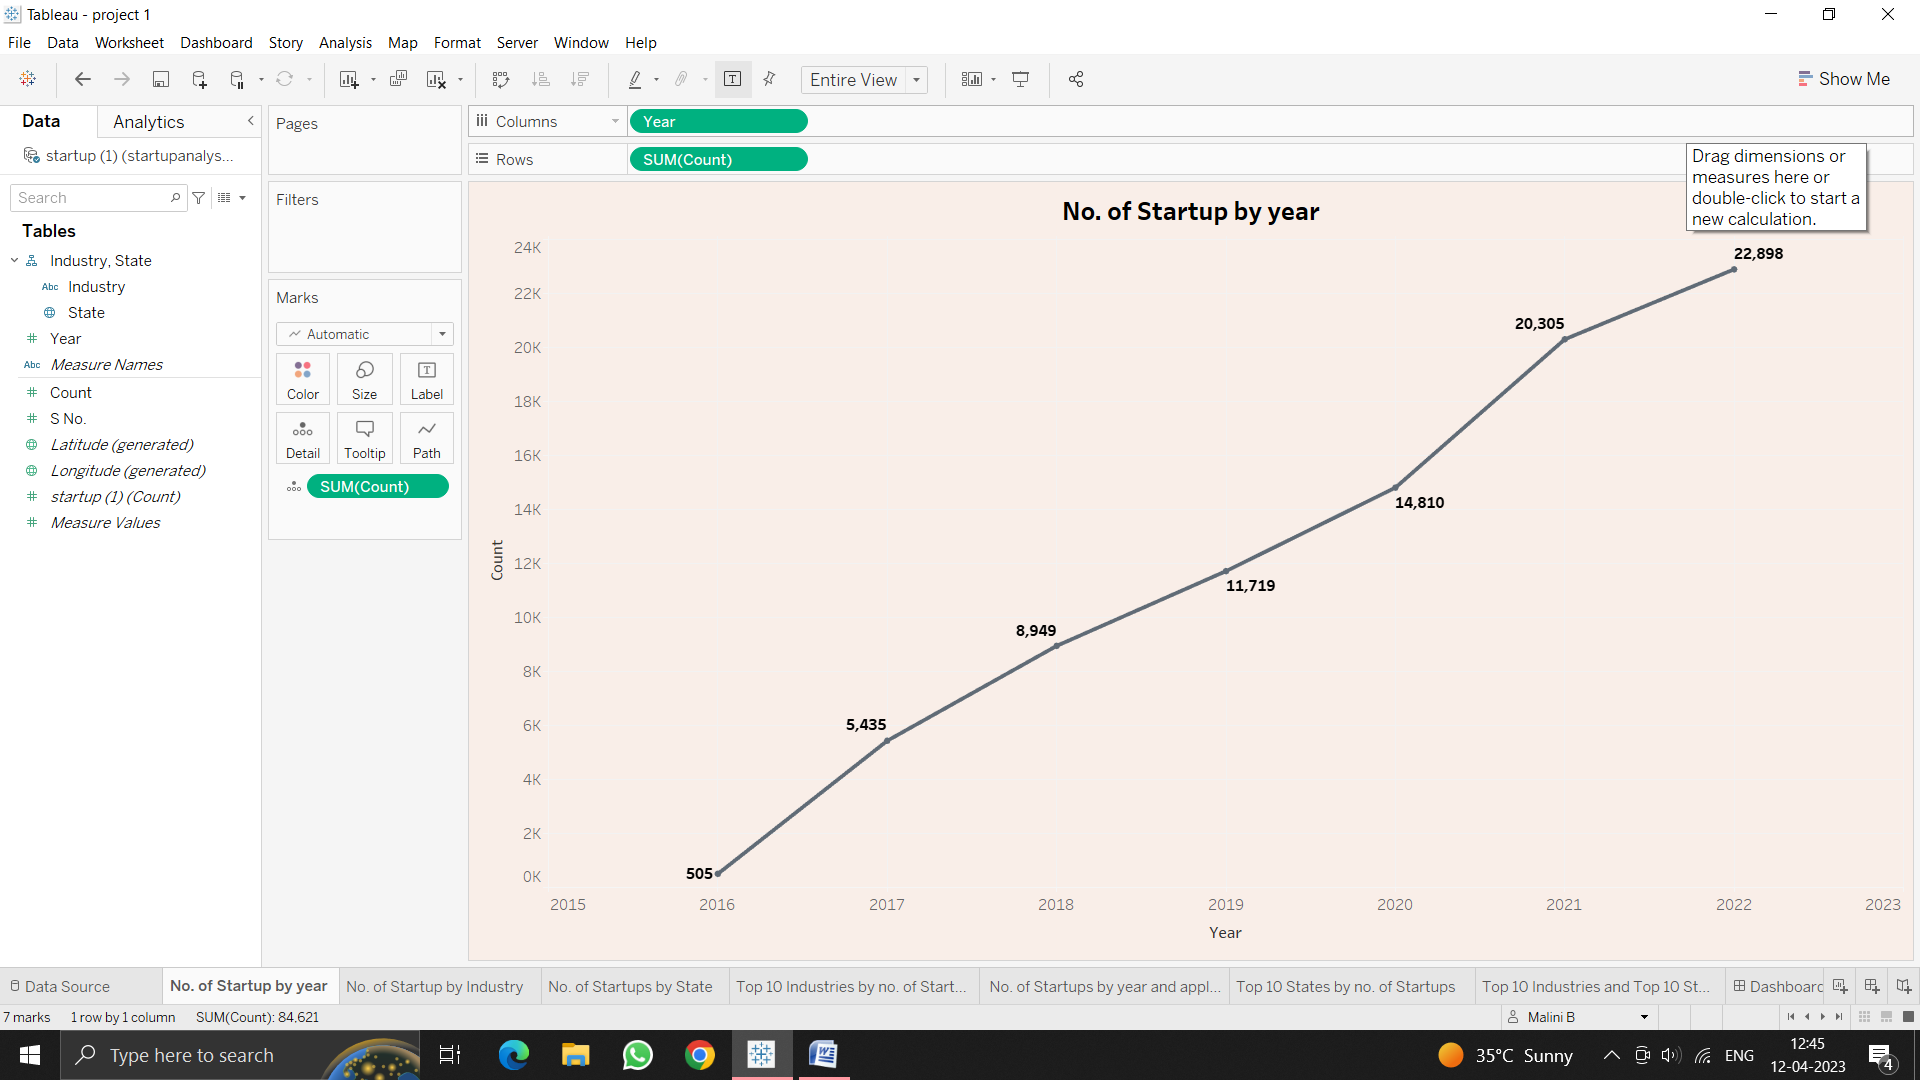 Tableau - project 1
File Data Worksheet Dashboard Story Analysis Map Format Server Window Help
Entire View
Show Me
Data Analytics
startup (1) (startupanalys...
Search
Tables
Industry, State
Abc Industry
State
Year
Abc Measure Names
Count
S No.
Latitude (generated)
Longitude (generated)
startup (1) (Count)
Measure Values
Pages
Filters
Marks
Automatic
Color Size Label
Detail Tooltip Path
SUM(Count)
Columns Year
Rows SUM(Count)
Drag dimensions or
measures here or
double-click to start a
new calculation.
No. of Startup by year
24K
22K
20K
18K
16K
14K
12K
10K
8K
6K
4K
2K
0K
Count
505
5,435
8,949
11,719
14,810
20,305
22,898
2015 2016 2017 2018 2019 2020 2021 2022 2023
Year
Data Source No. of Startup by year No. of Startup by Industry No. of Startups by State Top 10 Industries by no. of Start... No. of Startups by year and appl... Top 10 States by no. of Startups Top 10 Industries and Top 10 St... Dashboard
7 marks 1 row by 1 column SUM(Count): 84,621 Malini B
Type here to search
35°C Sunny
ENG
12:45
12-04-2023
4